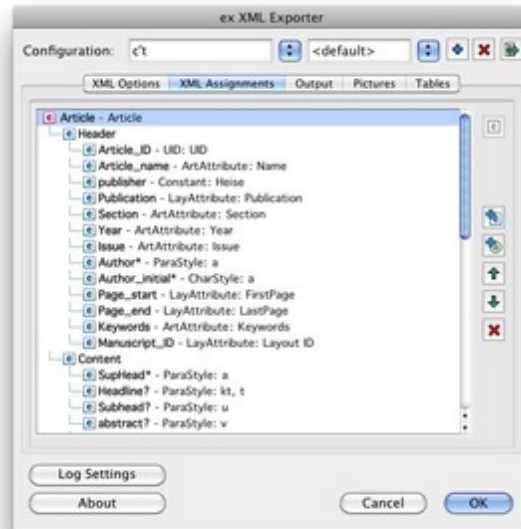 ex XML Exporter
Configuration: c't <default>
XML Options XML Assignments Output Pictures Tables
e Article - Article
e Header
e Article_ID - UID: UID
e Article_name - ArtAttribute: Name
e publisher - Constant: Heise
e Publication - LayAttribute: Publication
e Section - ArtAttribute: Section
e Year - ArtAttribute: Year
e Issue - ArtAttribute: Issue
e Author* - ParaStyle: a
e Author_initial* - CharStyle: a
e Page_start - LayAttribute: FirstPage
e Page_end - LayAttribute: LastPage
e Keywords - ArtAttribute: Keywords
e Manuscript_ID - LayAttribute: Layout ID
e Content
e SupHead* - ParaStyle: a
e Headline? - ParaStyle: kt, t
e Subhead? - ParaStyle: u
e abstract? - ParaStyle: v
Log Settings
About Cancel OK